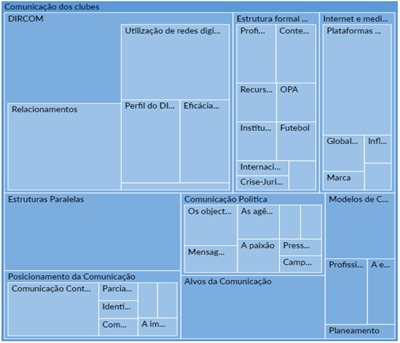 Comunicação dos clubes
DIRCOM
Utilização de redes digi...
Relacionamentos
Perfil do DI...
Eficácia...
Estrutura formal ...
Profi...
Conte...
Recurs...
OPA
Institu...
Futebol
Internaci...
Crise-Juri...
Internet e medi...
Plataformas ...
Global...
Infl...
Marca
Estruturas Paralelas
Posicionamento da Comunicação
Comunicação Cont...
Parcia...
Identi...
Com...
A im...
Comunicação Politica
Os object...
As agê...
Mensag...
A paixão
Press...
Camp...
Alvos da Comunicação
Modelos de C...
Profissi...
A e...
Planeamento